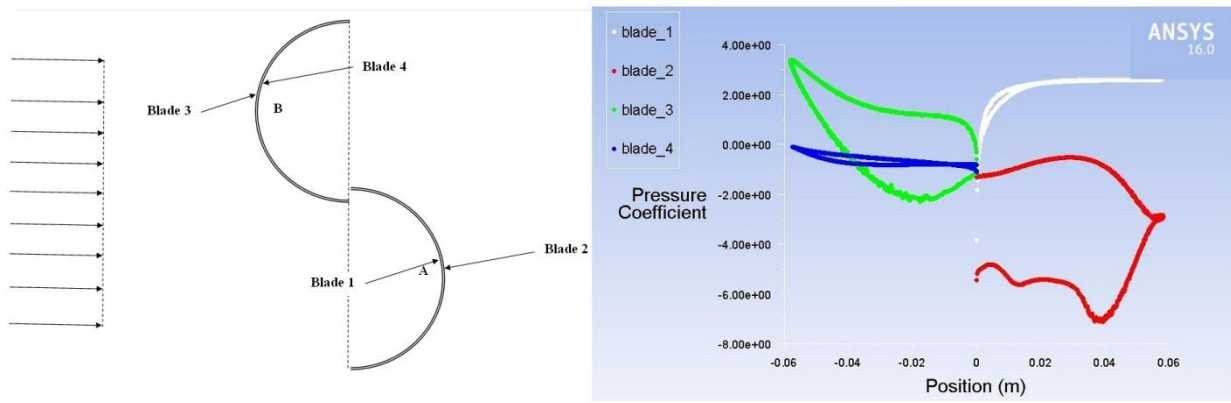 Blade 4
Blade 3
B
Blade 2
A
Blade 1
blade_1
blade_2
blade_3
blade_4
ANSYS
16.0
4.00e+00
2.00e+00
0.00e+00
-2.00e+00
-4.00e+00
-6.00e+00
-8.00e+00
Pressure
Coefficient
-0.06
-0.04
-0.02
0
0.02
0.04
0.06
Position (m)